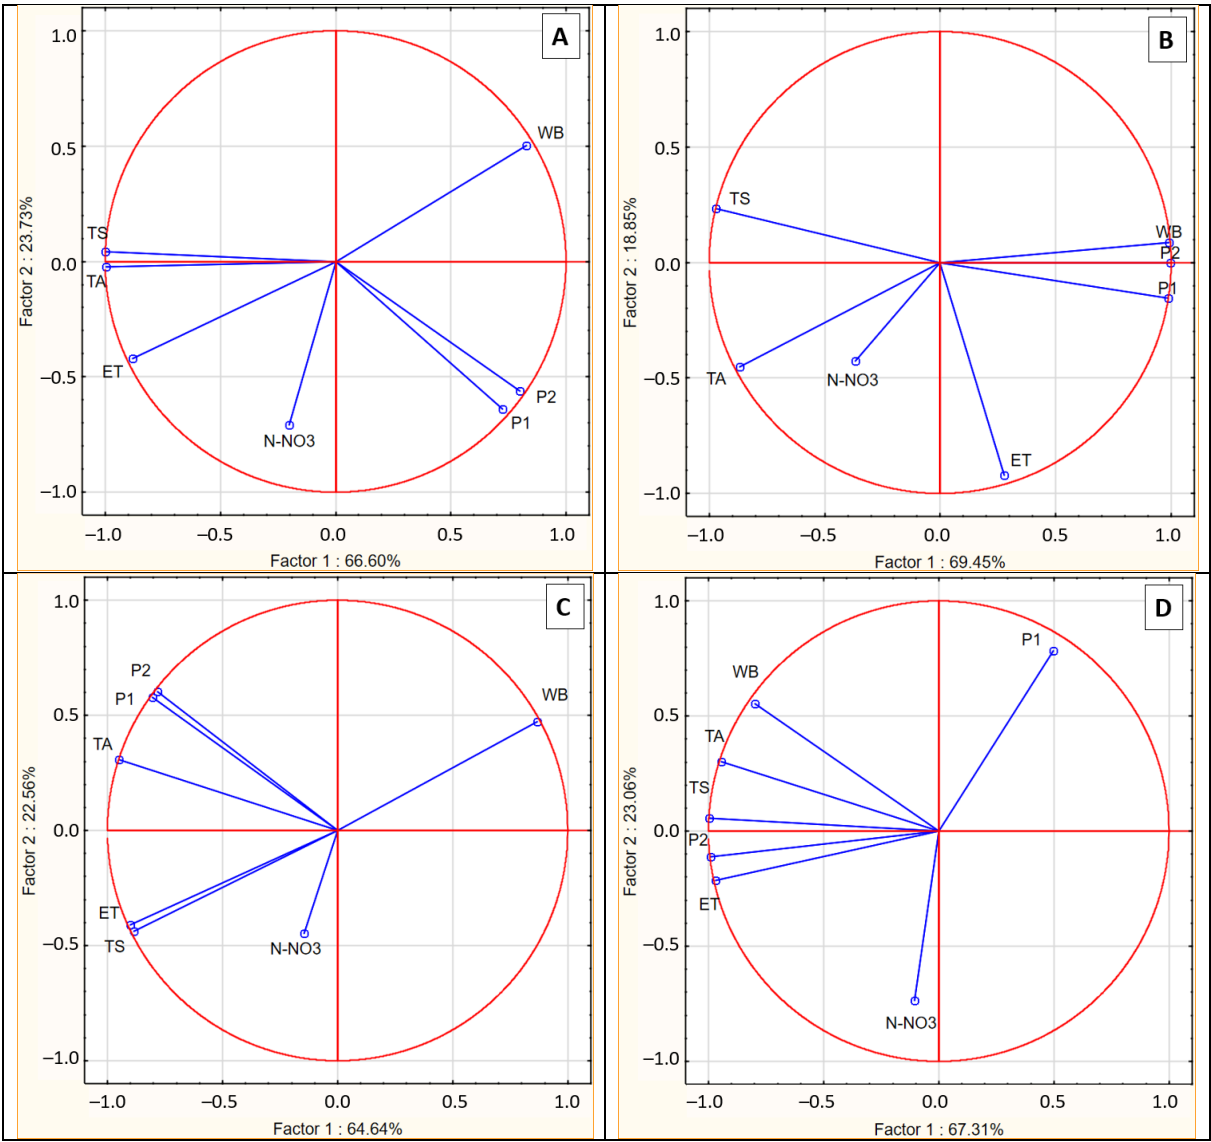 A
1.0
0.5
0.0
−0.5
−1.0
Factor 2 : 23.73%
WB
TS
TA
ET
N-NO3
P2
P1
−1.0 −0.5 0.0 0.5 1.0
Factor 1 : 66.60%
B
1.0
0.5
0.0
−0.5
−1.0
Factor 2 : 18.85%
TS
WB
P2
P1
TA
N-NO3
ET
−1.0 −0.5 0.0 0.5 1.0
Factor 1 : 69.45%
C
1.0
0.5
0.0
−0.5
−1.0
Factor 2 : 22.56%
P2
P1
WB
TA
ET
TS
N-NO3
−1.0 −0.5 0.0 0.5 1.0
Factor 1 : 64.64%
D
1.0
0.5
0.0
−0.5
−1.0
Factor 2 : 23.06%
P1
WB
TA
TS
P2
ET
N-NO3
−1.0 −0.5 0.0 0.5 1.0
Factor 1 : 67.31%